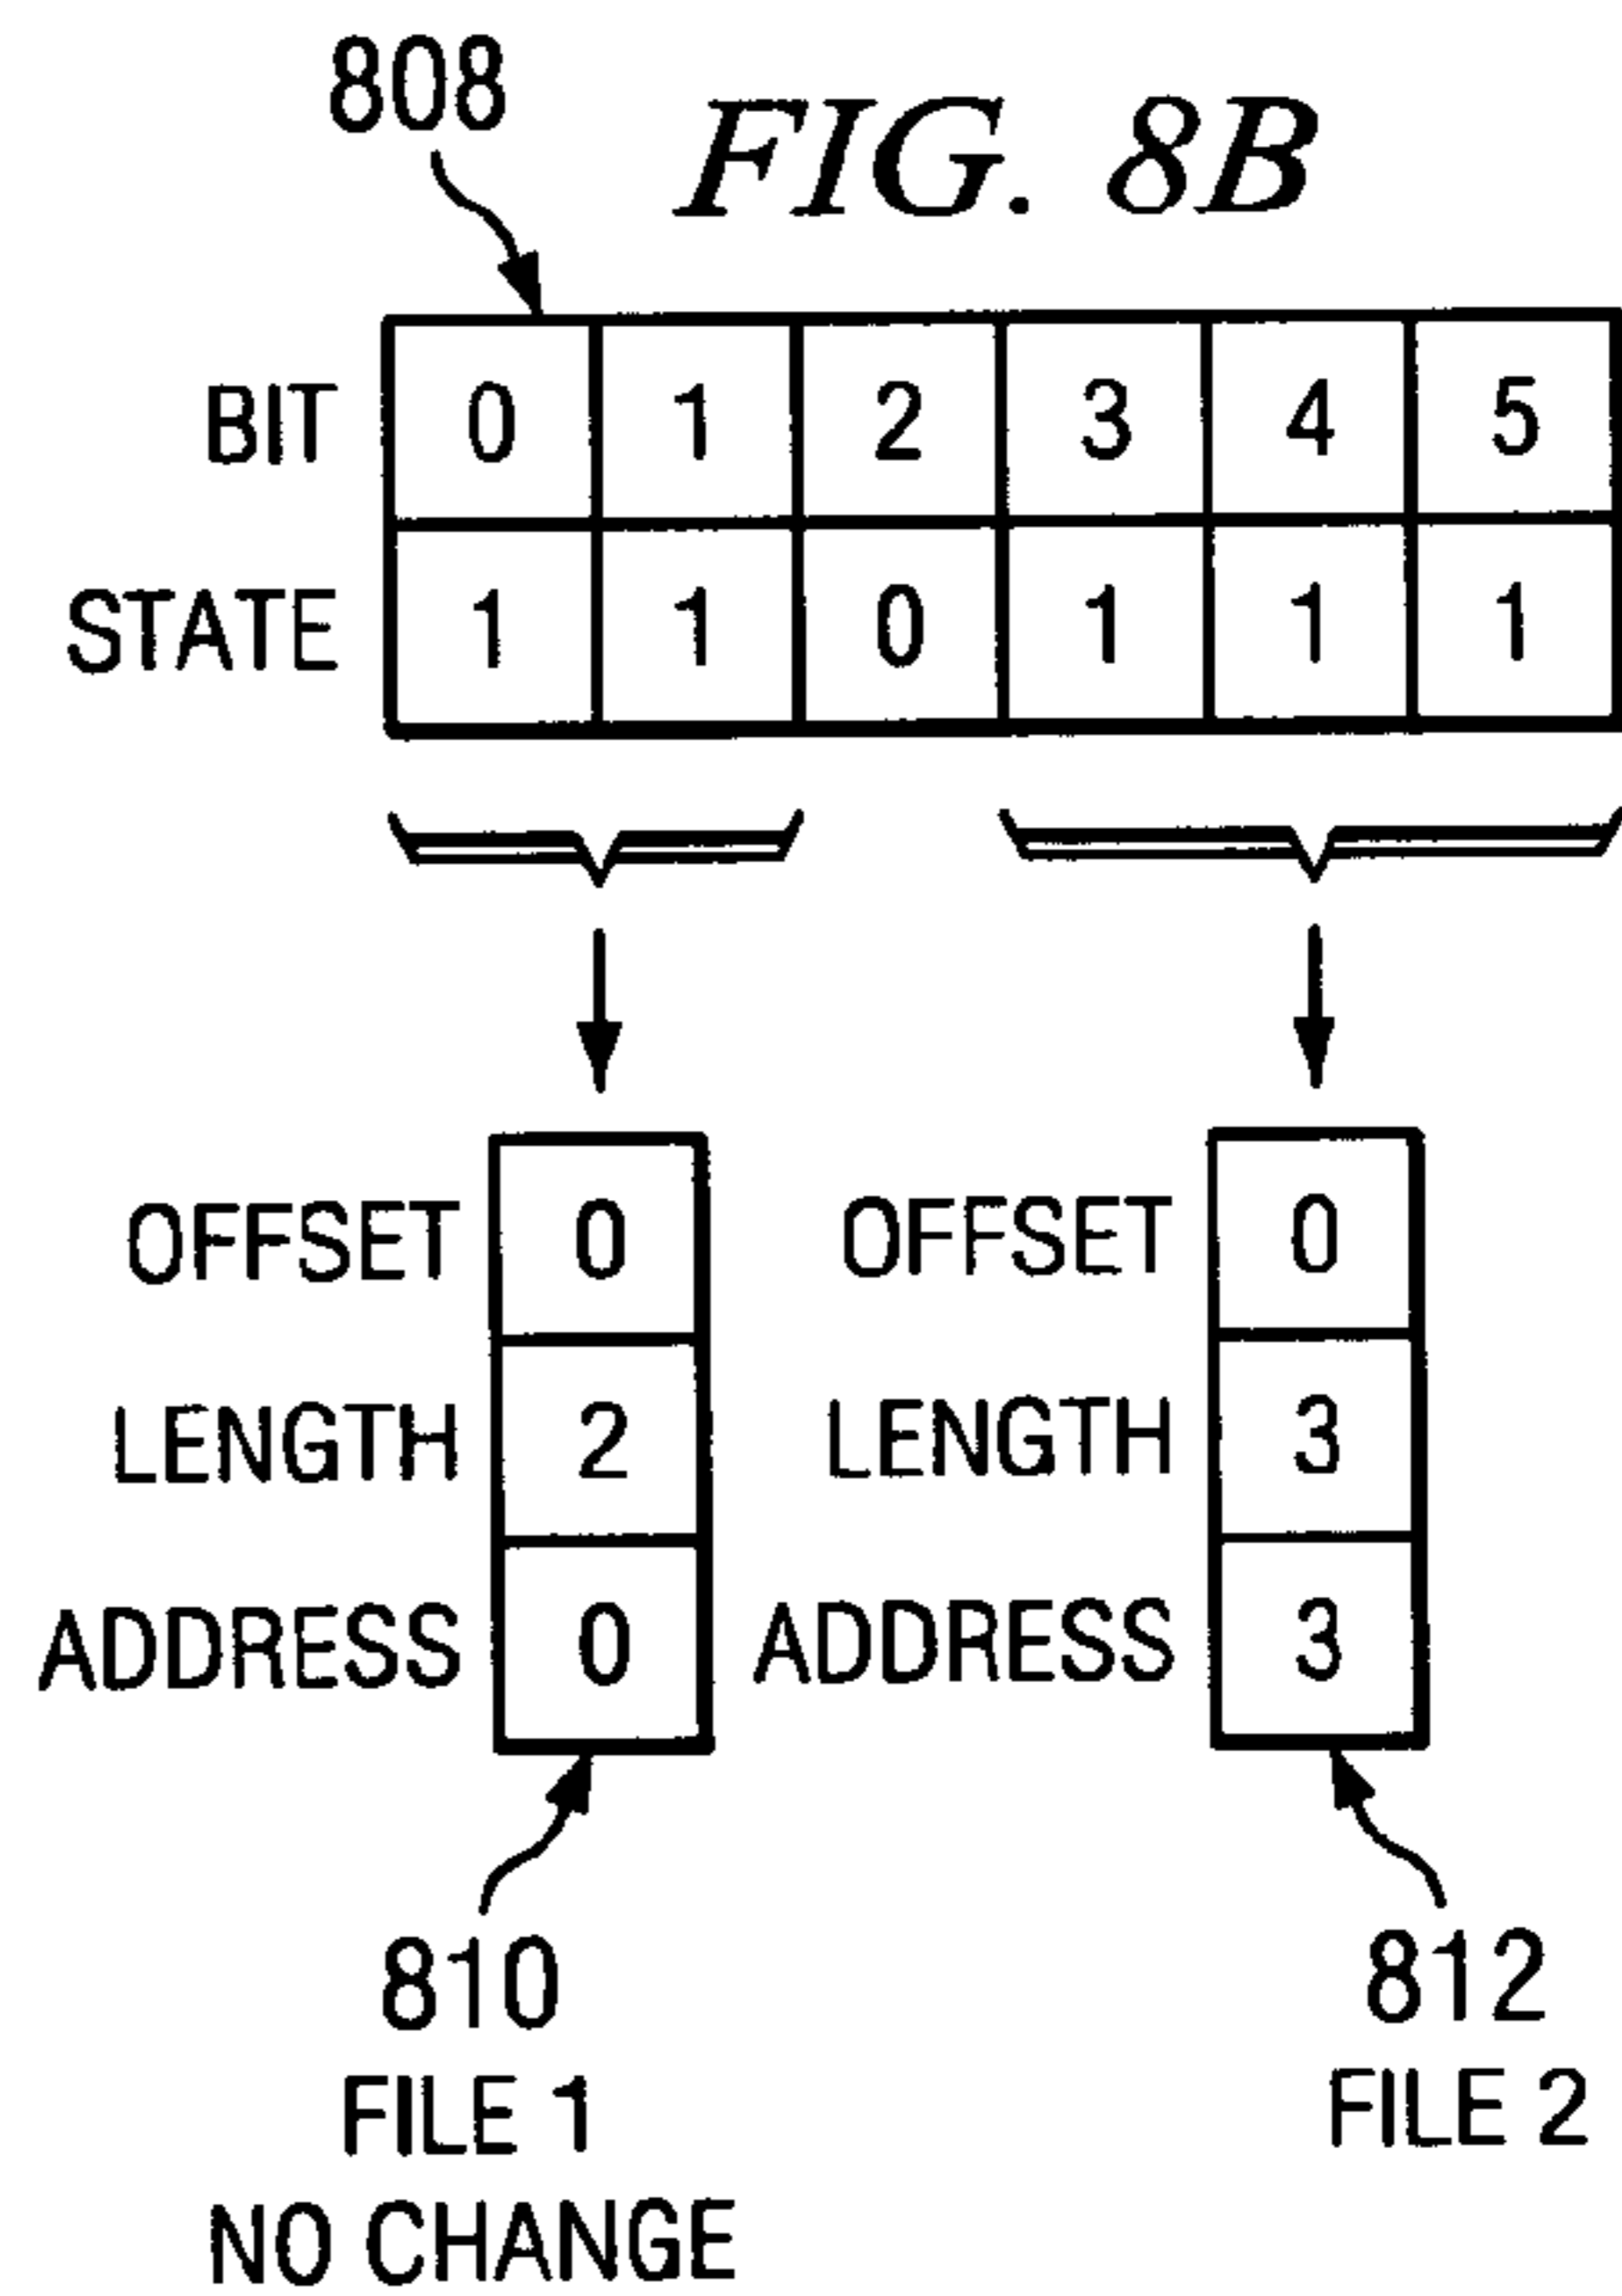 808
FIG. 8B
BIT 0 1 2 3 4 5
STATE 1 1 0 1 1 1
OFFSET 0 OFFSET 0
LENGTH 2 LENGTH 3
ADDRESS 0 ADDRESS 3
810 812
FILE 1 FILE 2
NO CHANGE